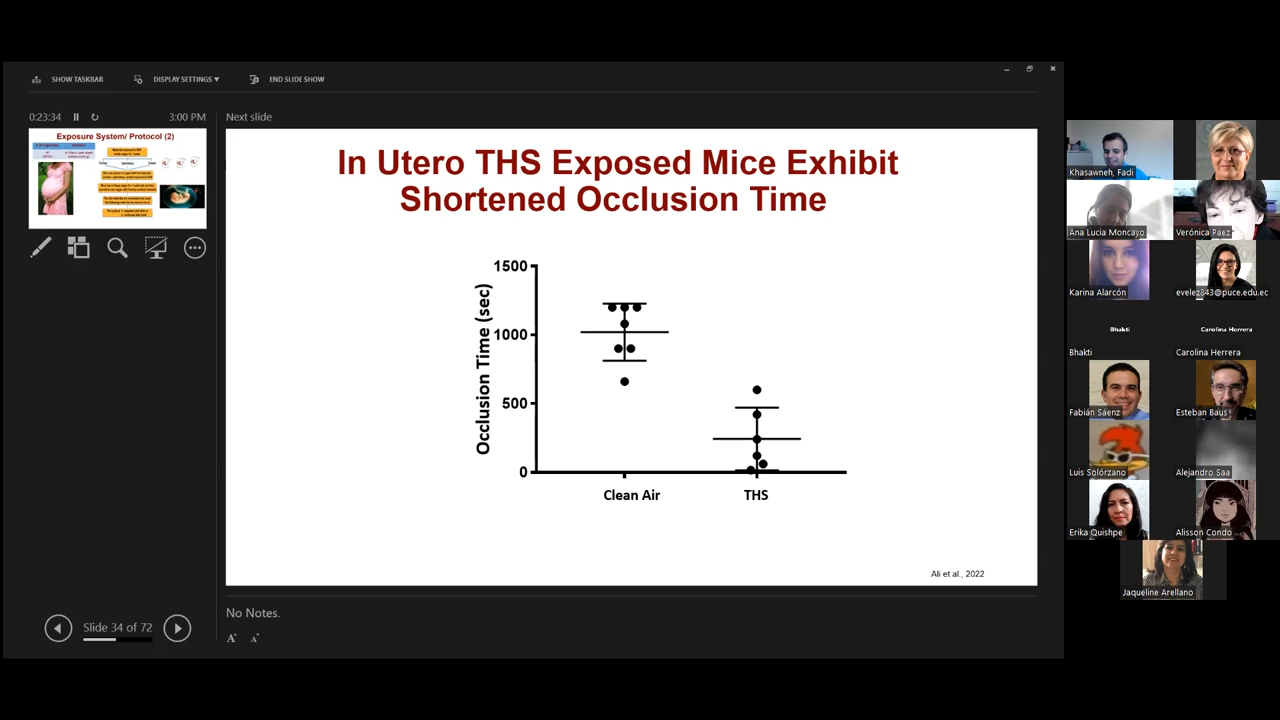 SHOW TASKBAR
DISPLAY SETTINGS ▾
END SLIDE SHOW
0:23:34
3:00 PM
Next slide
Exposure System/ Protocol (2)
In Utero THS Exposed Mice Exhibit
Shortened Occlusion Time
Occlusion Time (sec)
1500
1000
500
0
Clean Air
THS
Ali et al., 2022
Slide 34 of 72
No Notes.
A
A
Khasawneh, Fadi
Ana Lucia Moncayo
Verónica Páez
Karina Alarcón
evelez843@puce.edu.ec
Bhakti
Carolina Herrera
Bhakti
Carolina Herrera
Fabián Sáenz
Esteban Baus
Luis Solórzano
Alejandro Saa
Erika Quishpe
Alisson Condo
Jaqueline Arellano